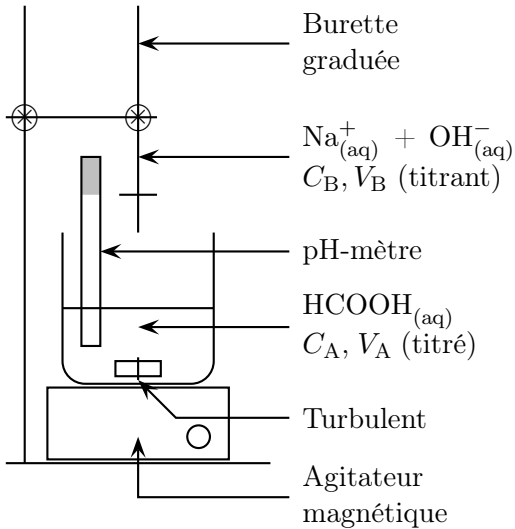 Burette
graduée
Na⁺(aq) + OH⁻(aq)
C_B, V_B (titrant)
pH-mètre
HCOOH(aq)
C_A, V_A (titré)
Turbulent
Agitateur
magnétique